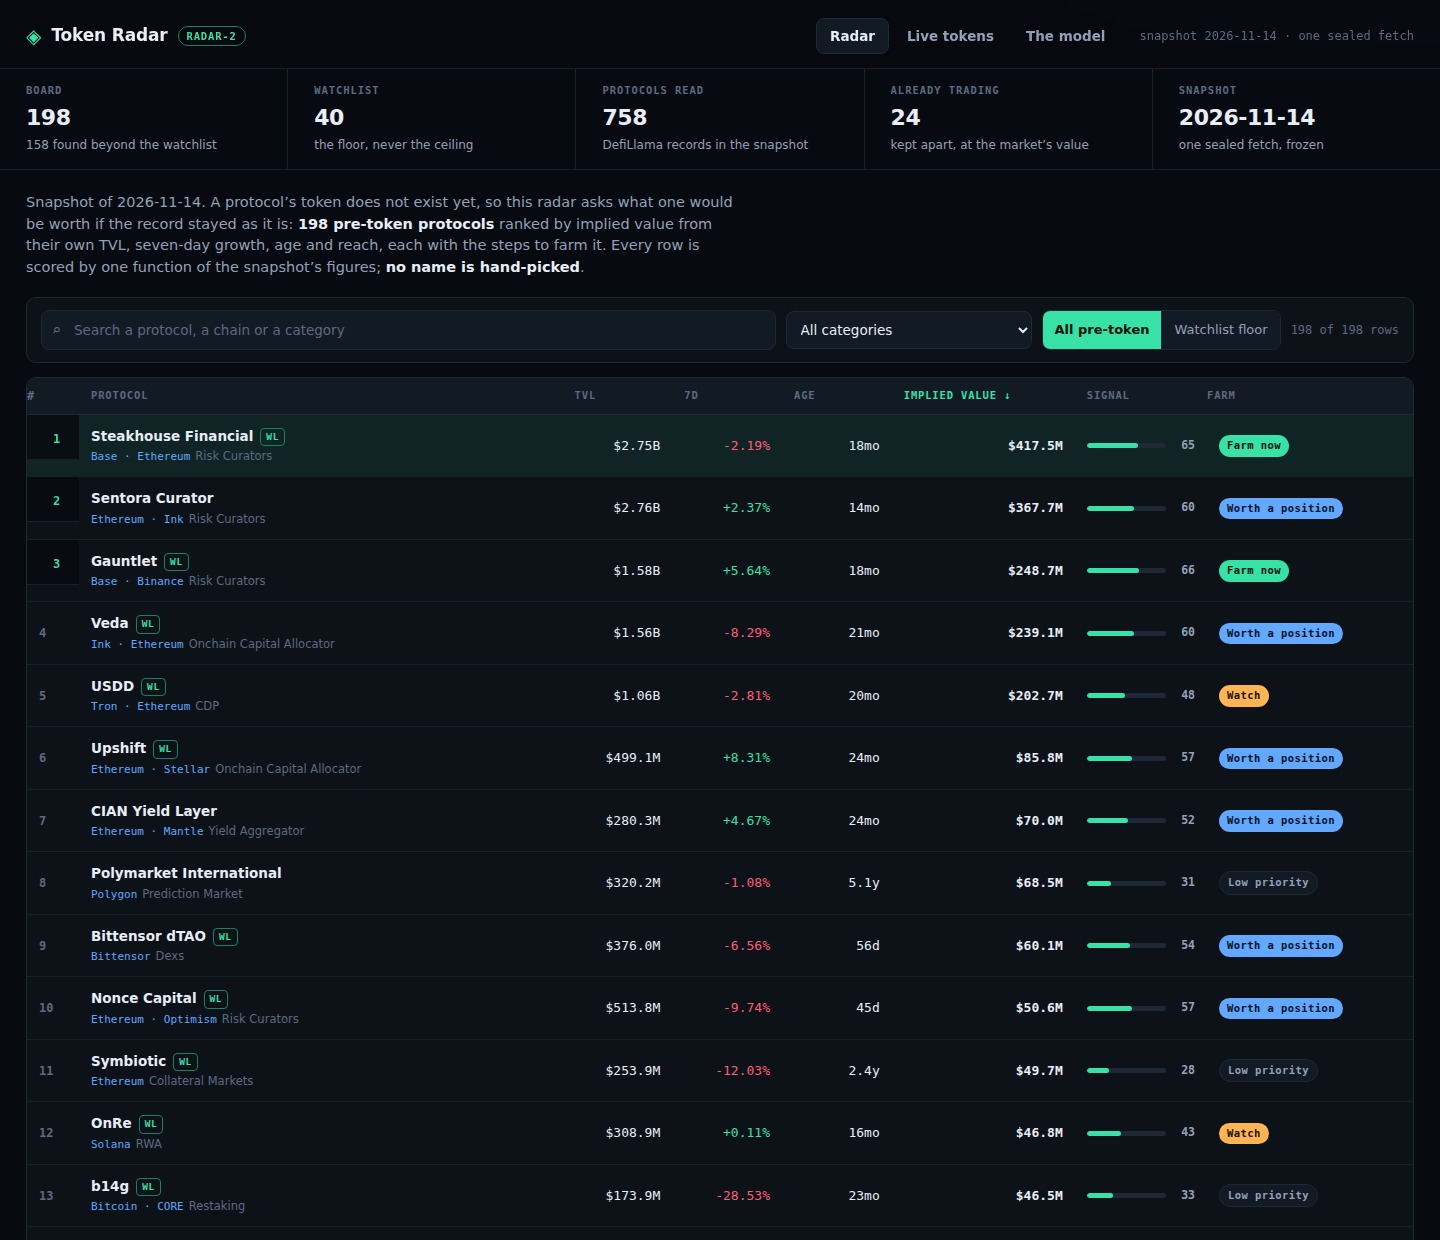 ◈ Token Radar RADAR-2 Radar Live tokens The model snapshot 2026-11-14 · one sealed fetch
BOARD
198
158 found beyond the watchlist
WATCHLIST
40
the floor, never the ceiling
PROTOCOLS READ
758
DefiLlama records in the snapshot
ALREADY TRADING
24
kept apart, at the market’s value
SNAPSHOT
2026-11-14
one sealed fetch, frozen
Snapshot of 2026-11-14. A protocol’s token does not exist yet, so this radar asks what one would
be worth if the record stayed as it is: 198 pre-token protocols ranked by implied value from
their own TVL, seven-day growth, age and reach, each with the steps to farm it. Every row is
scored by one function of the snapshot’s figures; no name is hand-picked.
⌕ Search a protocol, a chain or a category All categories All pre-token Watchlist floor 198 of 198 rows
# PROTOCOL TVL 7D AGE IMPLIED VALUE ↓ SIGNAL FARM
1 Steakhouse Financial WL $2.75B -2.19% 18mo $417.5M 65 Farm now
Base · Ethereum Risk Curators
2 Sentora Curator $2.76B +2.37% 14mo $367.7M 60 Worth a position
Ethereum · Ink Risk Curators
3 Gauntlet WL $1.58B +5.64% 18mo $248.7M 66 Farm now
Base · Binance Risk Curators
4 Veda WL $1.56B -8.29% 21mo $239.1M 60 Worth a position
Ink · Ethereum Onchain Capital Allocator
5 USDD WL $1.06B -2.81% 20mo $202.7M 48 Watch
Tron · Ethereum CDP
6 Upshift WL $499.1M +8.31% 24mo $85.8M 57 Worth a position
Ethereum · Stellar Onchain Capital Allocator
7 CIAN Yield Layer $280.3M +4.67% 24mo $70.0M 52 Worth a position
Ethereum · Mantle Yield Aggregator
8 Polymarket International $320.2M -1.08% 5.1y $68.5M 31 Low priority
Polygon Prediction Market
9 Bittensor dTAO WL $376.0M -6.56% 56d $60.1M 54 Worth a position
Bittensor Dexs
10 Nonce Capital WL $513.8M -9.74% 45d $50.6M 57 Worth a position
Ethereum · Optimism Risk Curators
11 Symbiotic WL $253.9M -12.03% 2.4y $49.7M 28 Low priority
Ethereum Collateral Markets
12 OnRe WL $308.9M +0.11% 16mo $46.8M 43 Watch
Solana RWA
13 b14g WL $173.9M -28.53% 23mo $46.5M 33 Low priority
Bitcoin · CORE Restaking